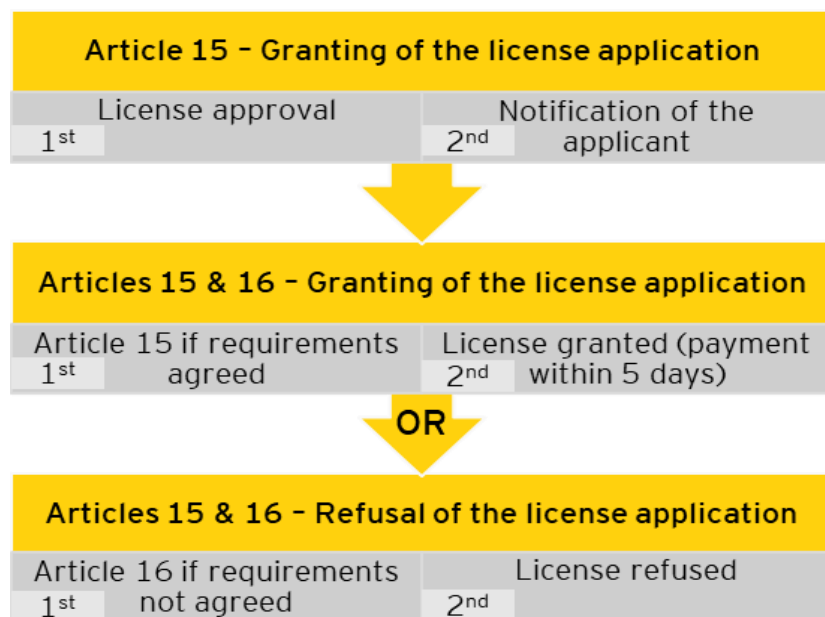 Article 15 – Granting of the license application
License approval
1st
Notification of the
applicant
2nd
Articles 15 & 16 – Granting of the license application
Article 15 if requirements
agreed
1st
License granted (payment
within 5 days)
2nd
OR
Articles 15 & 16 – Refusal of the license application
Article 16 if requirements
not agreed
1st
License refused
2nd